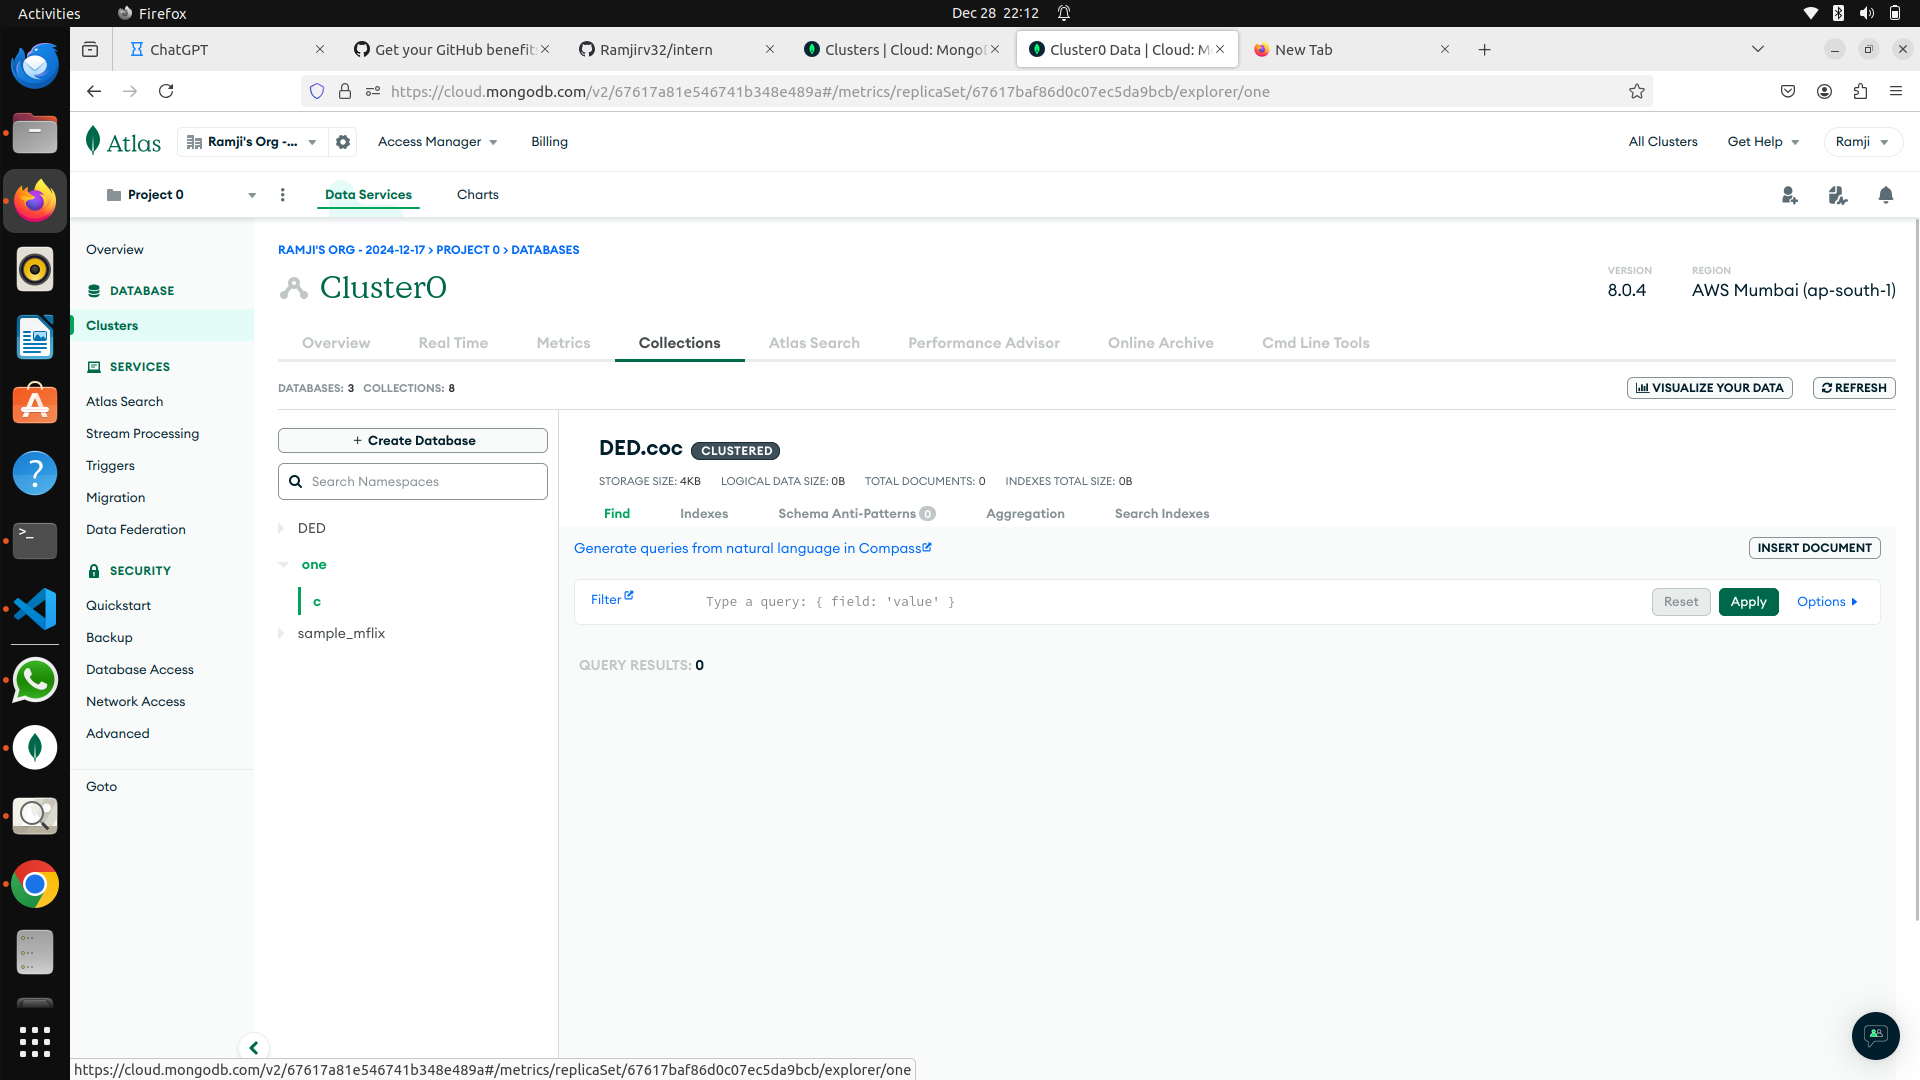 Activities
Firefox
Dec 28 22:12
ChatGPT
Get your GitHub benefits
Ramjirv32/intern
Clusters | Cloud: MongoD
Cluster0 Data | Cloud: M
New Tab
https://cloud.mongodb.com/v2/67617a81e546741b348e489a#/metrics/replicaSet/67617baf86d0c07ec5da9bcb/explorer/one
Atlas
Ramji's Org -...
Access Manager
Billing
All Clusters
Get Help
Ramji
Project 0
Data Services
Charts
Overview
DATABASE
Clusters
SERVICES
Atlas Search
Stream Processing
Triggers
Migration
Data Federation
SECURITY
Quickstart
Backup
Database Access
Network Access
Advanced
Goto
RAMJI'S ORG - 2024-12-17 > PROJECT 0 > DATABASES
Cluster0
VERSION
8.0.4
REGION
AWS Mumbai (ap-south-1)
Overview
Real Time
Metrics
Collections
Atlas Search
Performance Advisor
Online Archive
Cmd Line Tools
DATABASES: 3 COLLECTIONS: 8
VISUALIZE YOUR DATA
REFRESH
+ Create Database
Search Namespaces
DED
one
c
sample_mflix
DED.coc
CLUSTERED
STORAGE SIZE: 4KB LOGICAL DATA SIZE: 0B TOTAL DOCUMENTS: 0 INDEXES TOTAL SIZE: 0B
Find
Indexes
Schema Anti-Patterns 0
Aggregation
Search Indexes
Generate queries from natural language in Compass
INSERT DOCUMENT
Filter
Type a query: { field: 'value' }
Reset
Apply
Options
QUERY RESULTS: 0
https://cloud.mongodb.com/v2/67617a81e546741b348e489a#/metrics/replicaSet/67617baf86d0c07ec5da9bcb/explorer/one